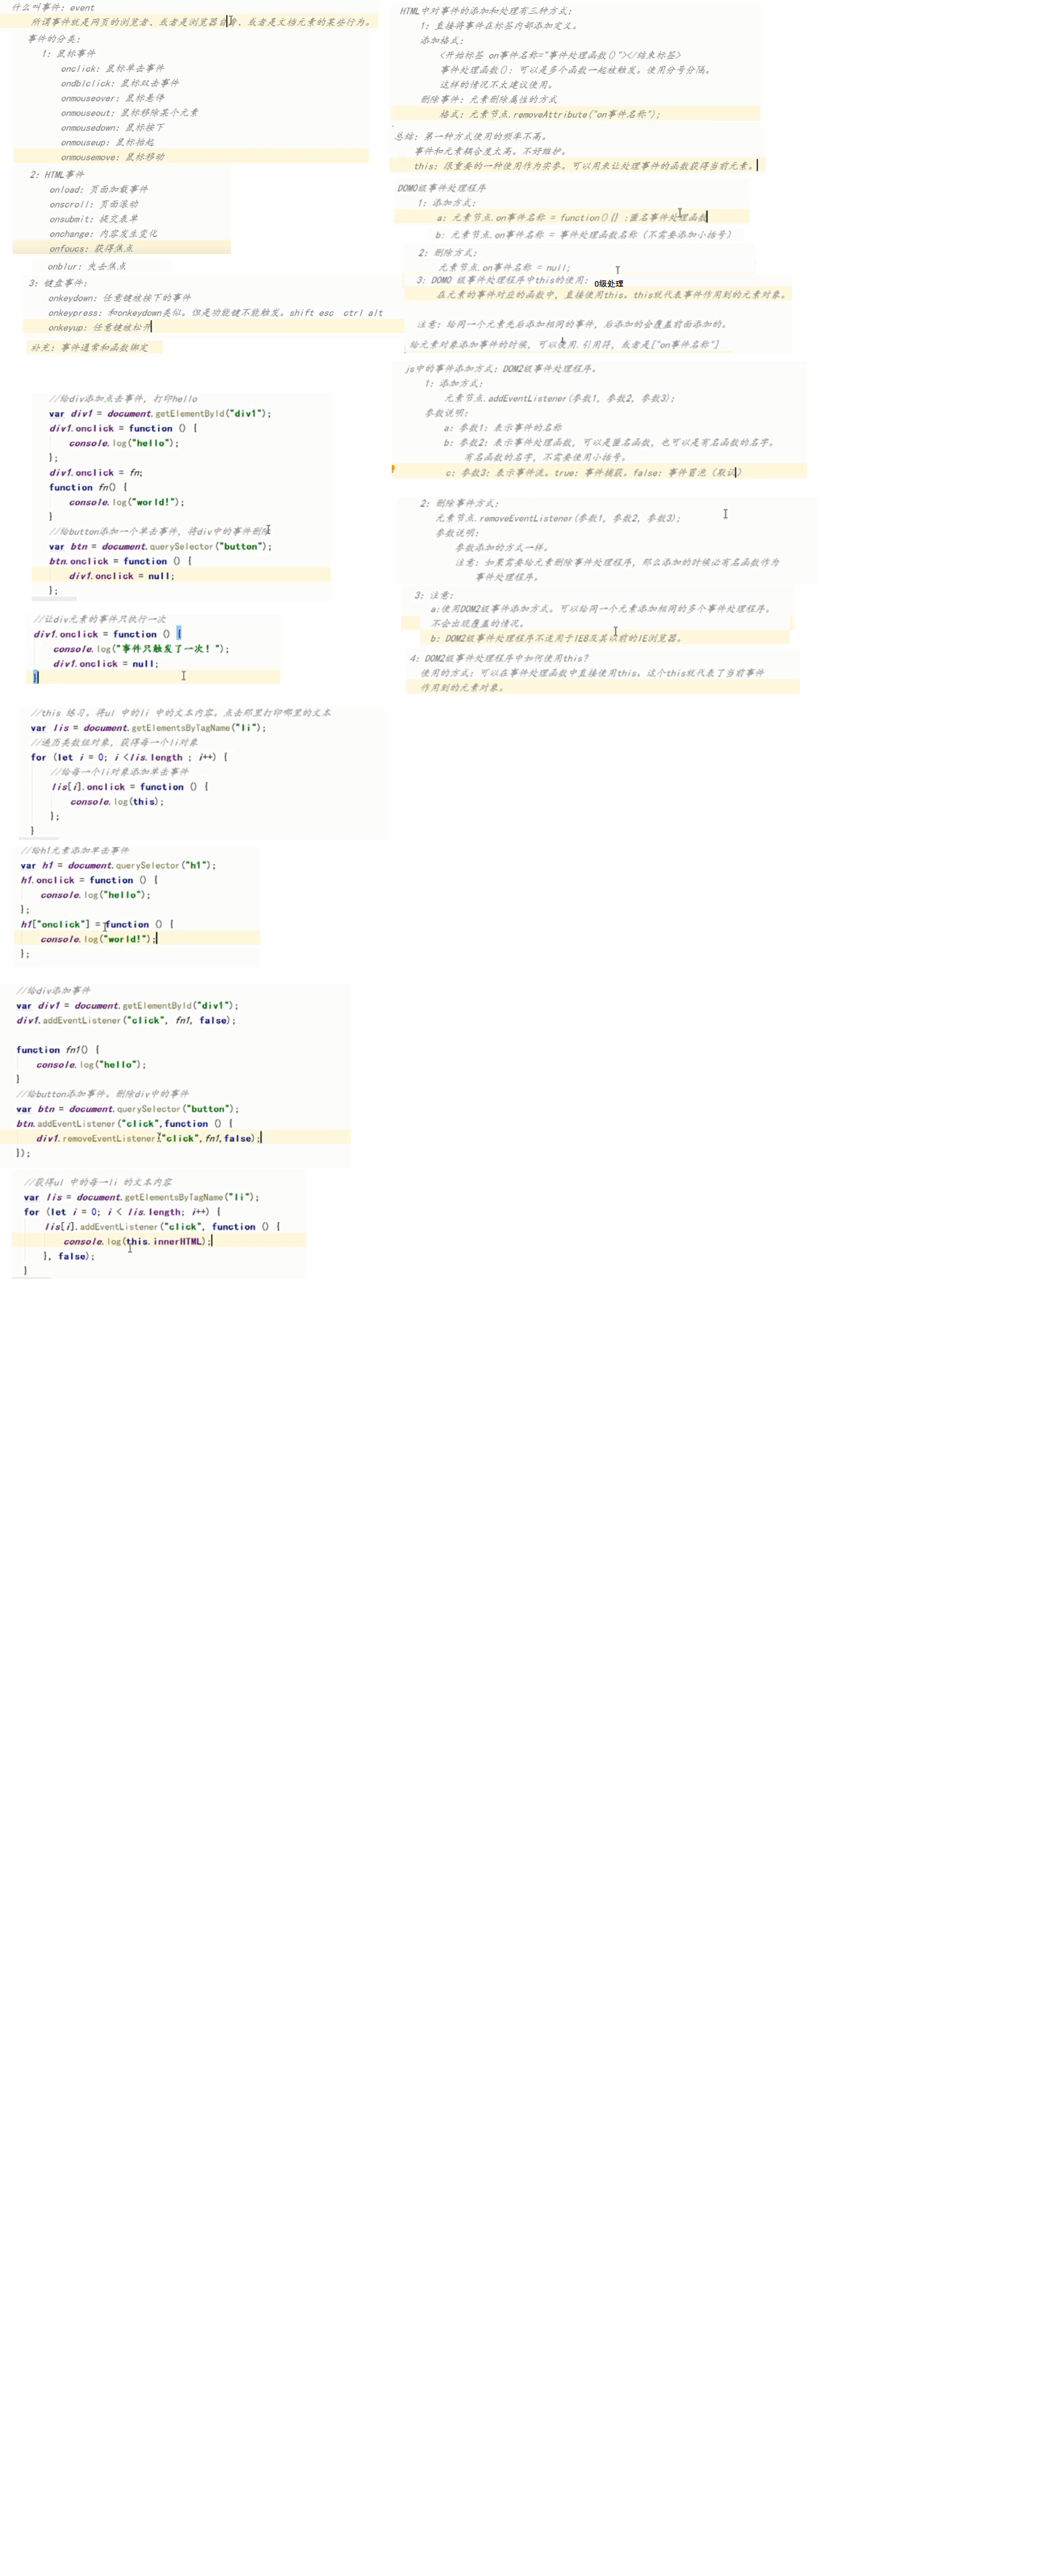 什么叫事件: event
所谓事件就是网页的浏览者、或者是浏览器自身、或者是文档元素的某些行为。
事件的分类:
1: 鼠标事件
onclick: 鼠标单击事件
ondblclick: 鼠标双击事件
onmouseover: 鼠标悬停
onmouseout: 鼠标移除某个元素
onmousedown: 鼠标按下
onmouseup: 鼠标抬起
onmousemove: 鼠标移动
2: HTML事件
onload: 页面加载事件
onscroll: 页面滚动
onsubmit: 提交表单
onchange: 内容发生变化
onfoucs: 获得焦点
onblur: 失去焦点
3: 键盘事件:
onkeydown: 任意键被按下的事件
onkeypress: 和onkeydown类似。但是功能键不能触发。shift esc ctrl alt
onkeyup: 任意键被松开
补充: 事件通常和函数绑定
//给div添加点击事件, 打印hello
var div1 = document.getElementById("div1");
div1.onclick = function () {
console.log("hello");
};
div1.onclick = fn;
function fn() {
console.log("world!");
}
//给button添加一个单击事件, 将div中的事件删除
var btn = document.querySelector("button");
btn.onclick = function () {
div1.onclick = null;
};
//让div元素的事件只执行一次
div1.onclick = function () {
console.log("事件只触发了一次! ");
div1.onclick = null;
}
//this 练习。将ul 中的li 中的文本内容。点击那里打印哪里的文本
var lis = document.getElementsByTagName("li");
//遍历类数组对象, 获得每一个li对象
for (let i = 0; i <lis.length ; i++) {
//给每一个li对象添加单击事件
lis[i].onclick = function () {
console.log(this);
};
}
//给h1元素添加单击事件
var h1 = document.querySelector("h1");
h1.onclick = function () {
console.log("hello");
};
h1["onclick"] = function () {
console.log("world!");
};
//给div添加事件
var div1 = document.getElementById("div1");
div1.addEventListener("click", fn1, false);
function fn1() {
console.log("hello");
}
//给button添加事件。删除div中的事件
var btn = document.querySelector("button");
btn.addEventListener("click",function () {
div1.removeEventListener("click",fn1,false);
});
//获得ul 中的每一li 的文本内容
var lis = document.getElementsByTagName("li");
for (let i = 0; i < lis.length; i++) {
lis[i].addEventListener("click", function () {
console.log(this.innerHTML);
}, false);
}
HTML中对事件的添加和处理有三种方式:
1: 直接将事件在标签内部添加定义。
添加格式:
<开始标签 on事件名称="事件处理函数()"></结束标签>
事件处理函数(): 可以是多个函数一起被触发。使用分号分隔。
这样的情况不太建议使用。
删除事件: 元素删除属性的方式
格式: 元素节点.removeAttribute("on事件名称");
总结: 第一种方式使用的频率不高。
事件和元素耦合度太高。不好维护。
this: 很重要的一种使用作为实参。可以用来让处理事件的函数获得当前元素。
DOM0级事件处理程序
1: 添加方式:
a: 元素节点.on事件名称 = function(){} :匿名事件处理函数
b: 元素节点.on事件名称 = 事件处理函数名称 (不需要添加小括号)
2: 删除方式:
元素节点.on事件名称 = null;
3: DOM0 级事件处理程序中this的使用: 0级处理
在元素的事件对应的函数中, 直接使用this。this就代表事件作用到的元素对象。
注意: 给同一个元素先后添加相同的事件, 后添加的会覆盖前面添加的。
给元素对象添加事件的时候, 可以使用.引用符, 或者是["on事件名称"]
js中的事件添加方式: DOM2级事件处理程序。
1: 添加方式:
元素节点.addEventListener(参数1, 参数2, 参数3);
参数说明:
a: 参数1: 表示事件的名称
b: 参数2: 表示事件处理函数, 可以是匿名函数, 也可以是有名函数的名字。
有名函数的名字, 不需要使用小括号。
c: 参数3: 表示事件流。true: 事件捕获。false: 事件冒泡 (默认)
2: 删除事件方式:
元素节点.removeEventListener(参数1, 参数2, 参数3);
参数说明:
参数添加的方式一样。
注意: 如果需要给元素删除事件处理程序, 那么添加的时候必有名函数作为
事件处理程序。
3: 注意:
a:使用DOM2级事件添加方式。可以给同一个元素添加相同的多个事件处理程序。
不会出现覆盖的情况。
b: DOM2级事件处理程序不适用于IE8及其以前的IE浏览器。
4: DOM2级事件处理程序中如何使用this?
使用的方式: 可以在事件处理函数中直接使用this。这个this就代表了当前事件
作用到的元素对象。